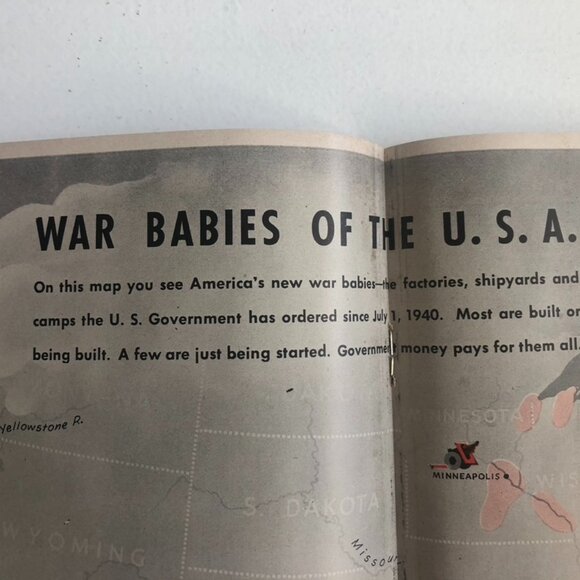 WAR BABIES OF THE U. S. A.
On this map you see America's new war babies—the factories, shipyards and
camps the U. S. Government has ordered since July 1, 1940. Most are built or
being built. A few are just being started. Government money pays for them all.
Yellowstone R.
MINNESOTA
MINNEAPOLIS
WIS
S. DAKOTA
WYOMING
Missouri